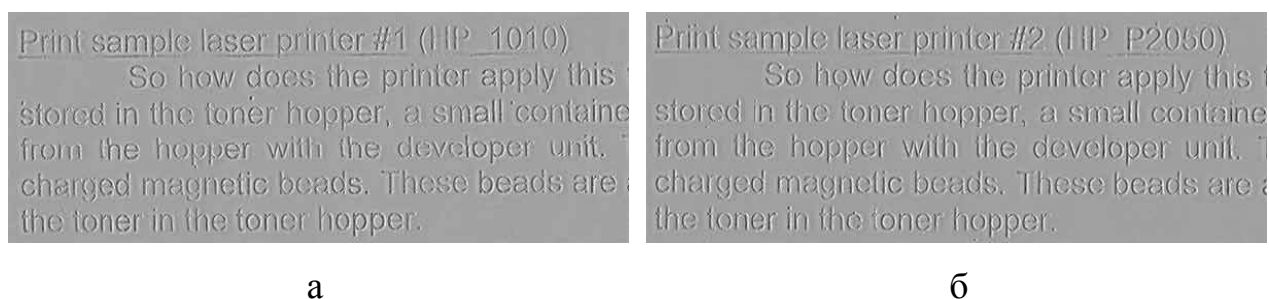 Print sample laser printer #1 (HP 1010)
So how does the printer apply this
stored in the toner hopper, a small containe
from the hopper with the developer unit. T
charged magnetic beads. These beads are a
the toner in the toner hopper.
а
Print sample laser printer #2 (HP P2050)
So how does the printer apply this t
stored in the toner hopper, a small containe
from the hopper with the developer unit. T
charged magnetic beads. These beads are a
the toner in the toner hopper.
б